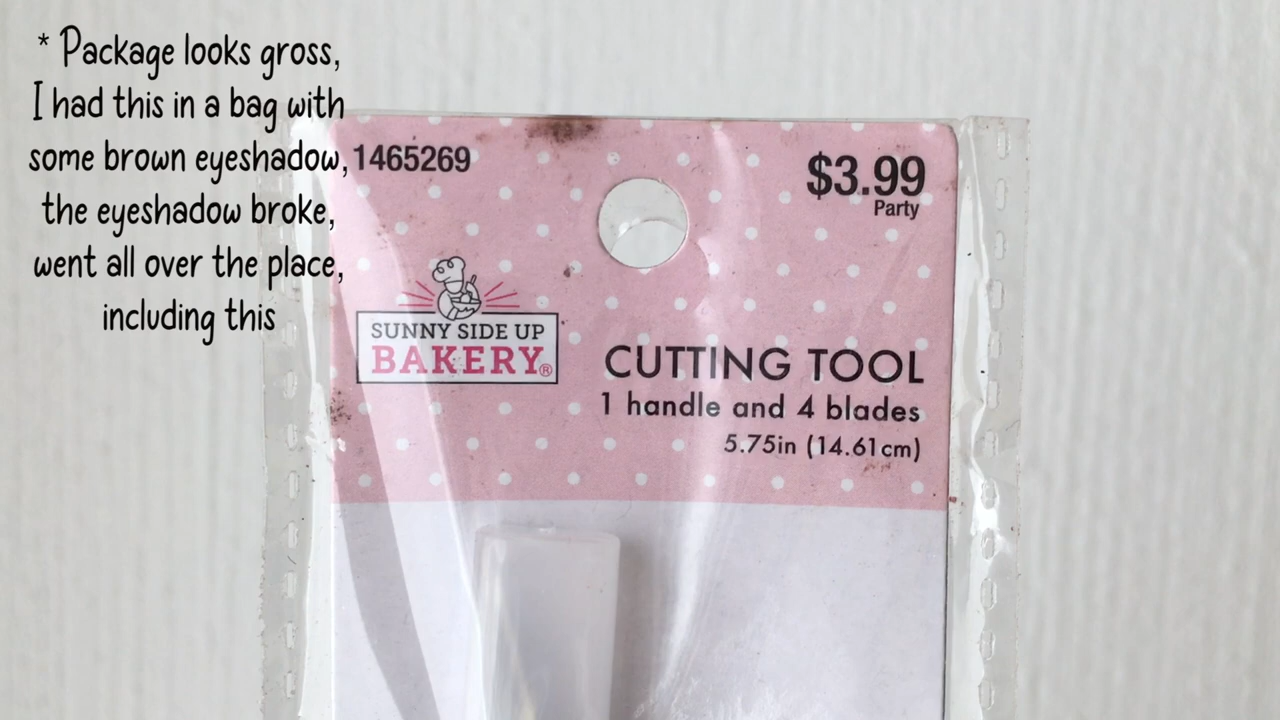 * Package looks gross,
I had this in a bag with
some brown eyeshadow,
the eyeshadow broke,
went all over the place,
including this
1465269
$3.99
Party
SUNNY SIDE UP
BAKERY®
CUTTING TOOL
1 handle and 4 blades
5.75in (14.61cm)